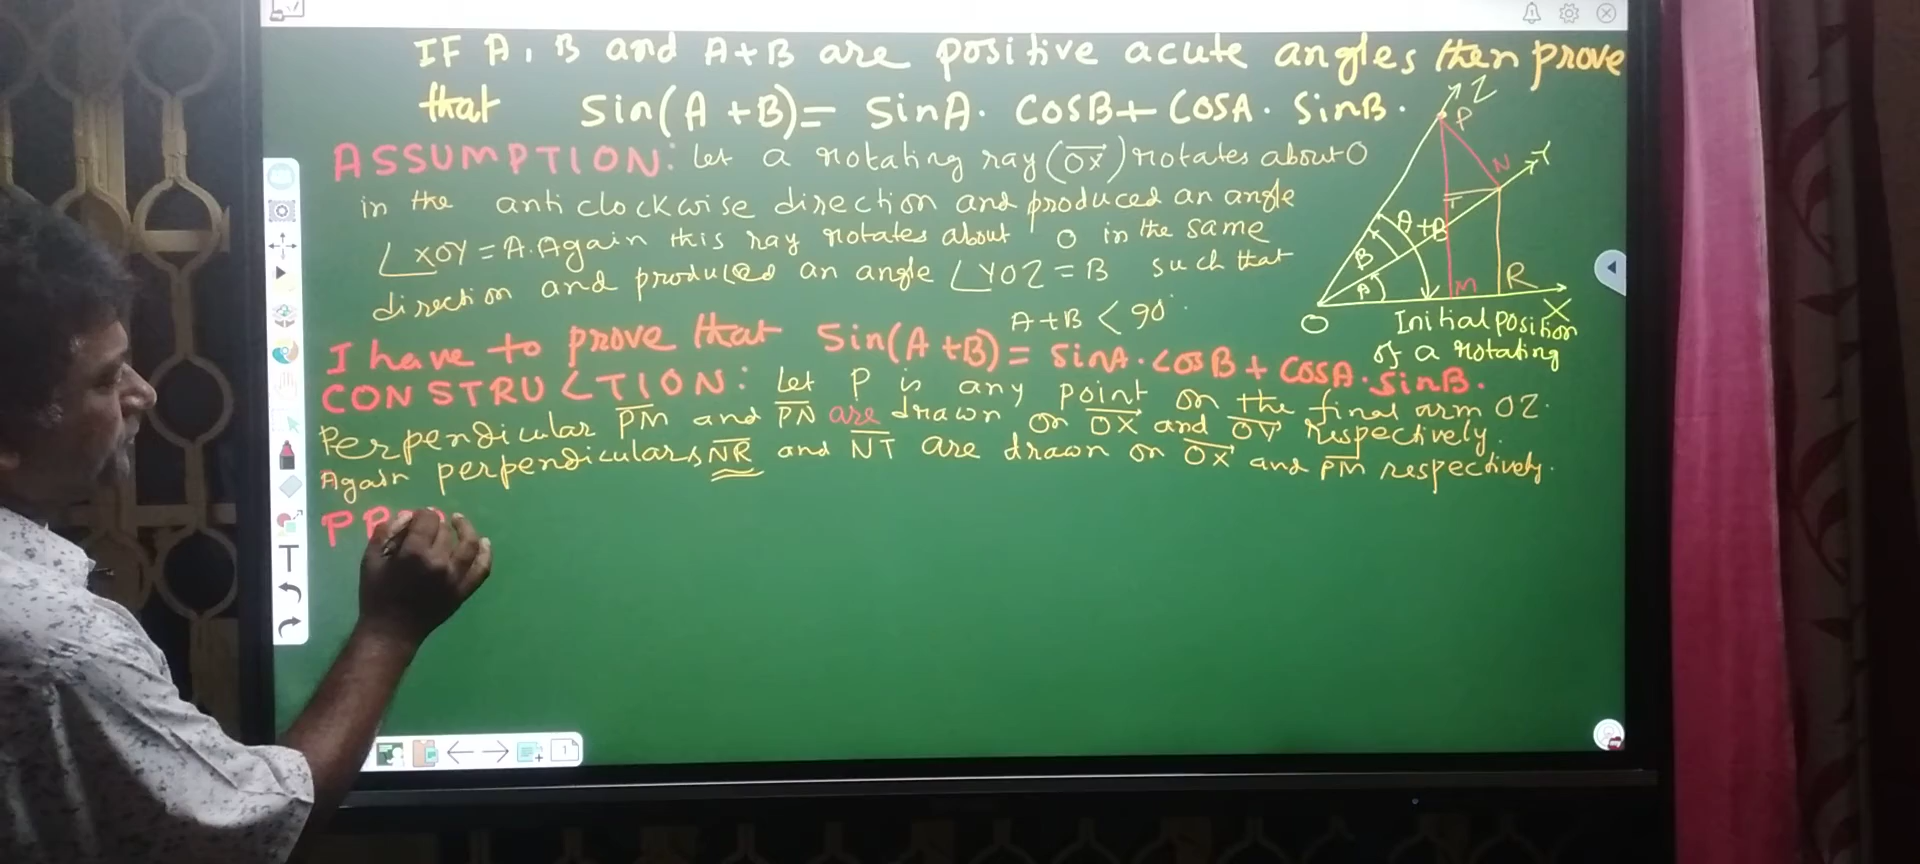 IF A, B and A+B are positive acute angles then prove
that Sin(A+B)= SinA. COSB+COSA. SinB.
ASSUMPTION: Let a rotating ray (OX) rotates about O
in the anti clockwise direction and produced an angle
∠XOY = A. Again this ray rotates about O in the same
direction and produced an angle ∠YOZ = B such that
A+B < 90°
I have to prove that Sin(A+B) = SinA. COSB + COSA. SinB.
CONSTRUCTION: Let P is any point on the final arm OZ.
Perpendicular PM and PN are drawn on OX and OY respectively.
Again perpendiculars NR and NT are drawn on OX and PM respectively.
Z
P
Y
N
T
A+B
B
A
M
R
X
O
Initial position
of a rotating
T
1